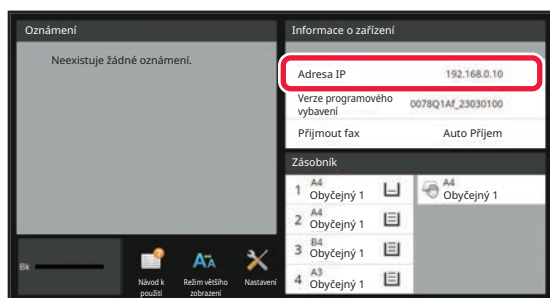 Oznámení
Neexistuje žádné oznámení.
Informace o zařízení
Adresa IP 192.168.0.10
Verze programového
vybavení
0078Q1Af_23030100
Přijmout fax Auto Příjem
Zásobník
1 A4
Obyčejný 1
A4
Obyčejný 1
2 A4
Obyčejný 1
3 B4
Obyčejný 1
4 A3
Obyčejný 1
Bk
Návod k
použití
Režim většího
zobrazení
Nastavení